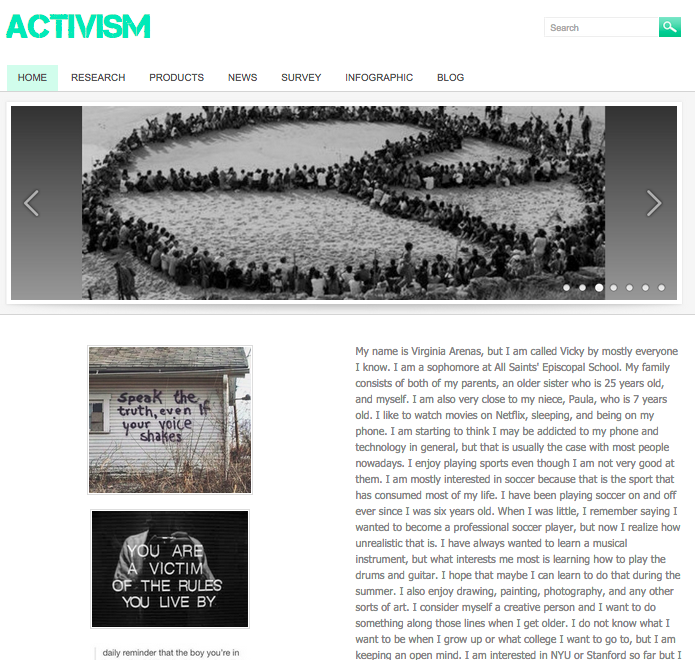 ACTIVISM
Search
HOME RESEARCH PRODUCTS NEWS SURVEY INFOGRAPHIC BLOG
speak the
truth, even if
your voice
shakes
YOU ARE
A VICTIM
OF THE RULES
YOU LIVE BY
daily reminder that the boy you're in
My name is Virginia Arenas, but I am called Vicky by mostly everyone
I know. I am a sophomore at All Saints' Episcopal School. My family
consists of both of my parents, an older sister who is 25 years old,
and myself. I am also very close to my niece, Paula, who is 7 years
old. I like to watch movies on Netflix, sleeping, and being on my
phone. I am starting to think I may be addicted to my phone and
technology in general, but that is usually the case with most people
nowadays. I enjoy playing sports even though I am not very good at
them. I am mostly interested in soccer because that is the sport that
has consumed most of my life. I have been playing soccer on and off
ever since I was six years old. When I was little, I remember saying I
wanted to become a professional soccer player, but now I realize how
unrealistic that is. I have always wanted to learn a musical
instrument, but what interests me most is learning how to play the
drums and guitar. I hope that maybe I can learn to do that during the
summer. I also enjoy drawing, painting, photography, and any other
sorts of art. I consider myself a creative person and I want to do
something along those lines when I get older. I do not know what I
want to be when I grow up or what college I want to go to, but I am
keeping an open mind. I am interested in NYU or Stanford so far but I